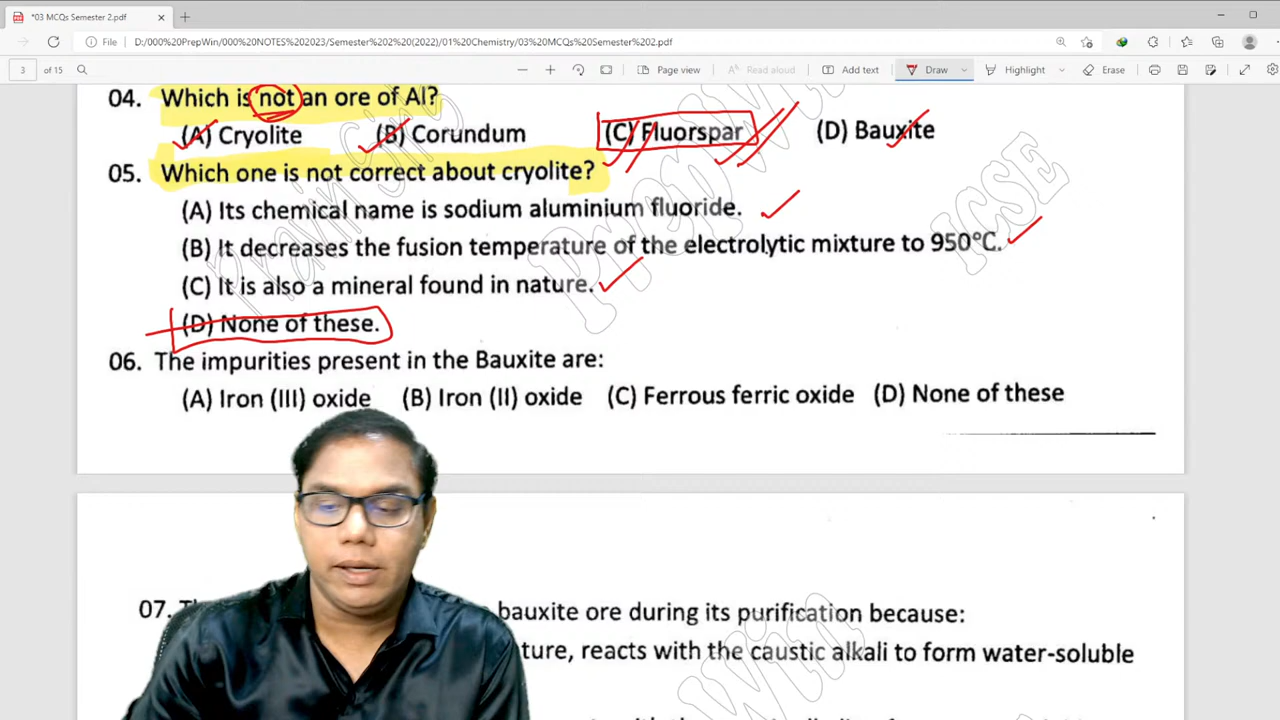 *03 MCQs Semester 2.pdf
File D:/000%20PrepWin/000%20NOTES%202023/Semester%202%20(2022)/01%20Chemistry/03%20MCQs%20Semester%202.pdf
3 of 15 Page view Read aloud Add text Draw Highlight Erase
04. Which is not an ore of Al?
(A) Cryolite (B) Corundum (C) Fluorspar (D) Bauxite
05. Which one is not correct about cryolite?
(A) Its chemical name is sodium aluminium fluoride.
(B) It decreases the fusion temperature of the electrolytic mixture to 950°C.
(C) It is also a mineral found in nature.
(D) None of these.
06. The impurities present in the Bauxite are:
(A) Iron (III) oxide (B) Iron (II) oxide (C) Ferrous ferric oxide (D) None of these
07. bauxite ore during its purification because:
reacts with the caustic alkali to form water-soluble
PrepWin
ICSE